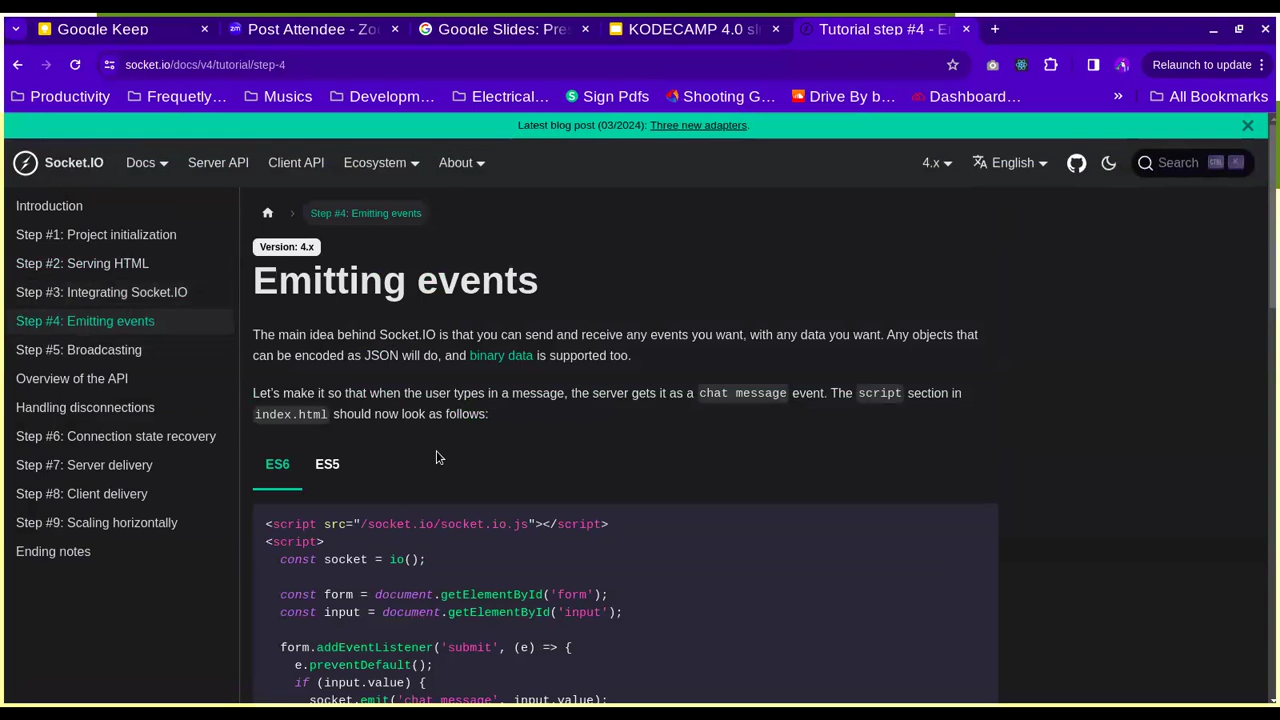 Google Keep
Post Attendee - Zo
Google Slides: Pres
KODECAMP 4.0 sli
Tutorial step #4 - E
socket.io/docs/v4/tutorial/step-4
Relaunch to update
Productivity
Frequetly...
Musics
Developm...
Electrical...
Sign Pdfs
Shooting G...
Drive By b...
Dashboard...
»
All Bookmarks
Latest blog post (03/2024): Three new adapters.
Socket.IO
Docs
Server API
Client API
Ecosystem
About
4.x
English
Search
Introduction
Step #1: Project initialization
Step #2: Serving HTML
Step #3: Integrating Socket.IO
Step #4: Emitting events
Step #5: Broadcasting
Overview of the API
Handling disconnections
Step #6: Connection state recovery
Step #7: Server delivery
Step #8: Client delivery
Step #9: Scaling horizontally
Ending notes
Step #4: Emitting events
Version: 4.x
Emitting events
The main idea behind Socket.IO is that you can send and receive any events you want, with any data you want. Any objects that
can be encoded as JSON will do, and binary data is supported too.
Let's make it so that when the user types in a message, the server gets it as a chat message event. The script section in
index.html should now look as follows:
ES6
ES5
<script src="/socket.io/socket.io.js"></script>
<script>
const socket = io();
const form = document.getElementById('form');
const input = document.getElementById('input');
form.addEventListener('submit', (e) => {
e.preventDefault();
if (input.value) {
socket.emit('chat message', input.value);